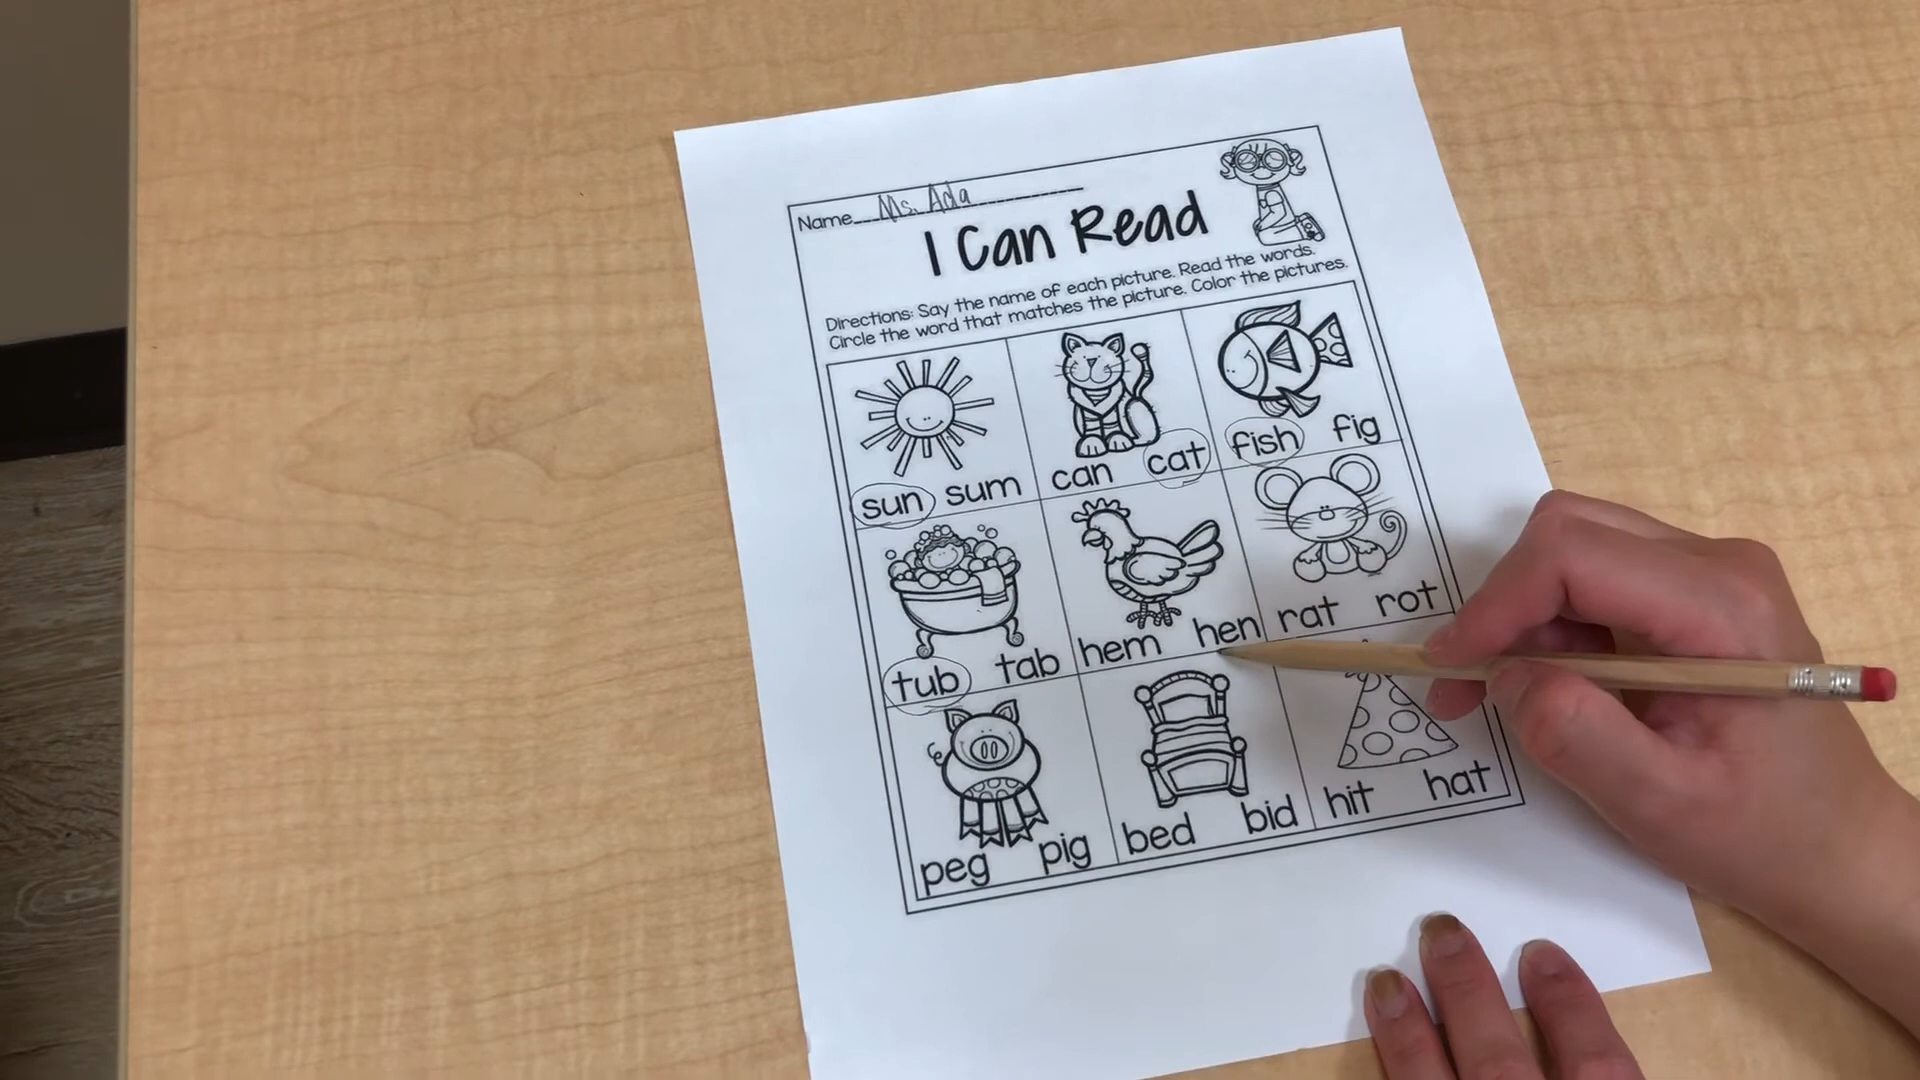 Name Ms. Ada
I Can Read
Directions: Say the name of each picture. Read the words.
Circle the word that matches the picture. Color the pictures.
sun sum
can cat
fish fig
tub tab
hem hen
rat rot
peg pig
bed bid
hit hat